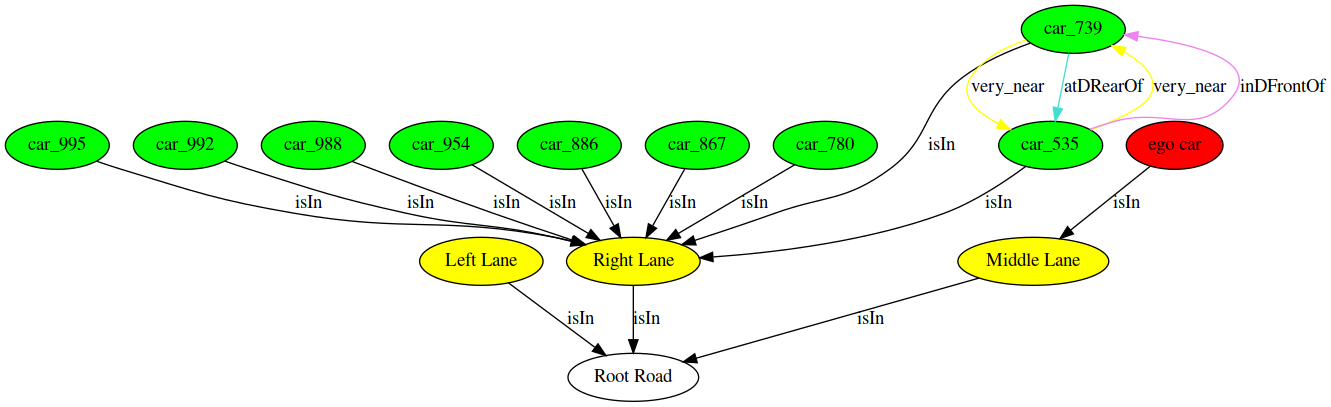 car_739
very_near
atDRearOf
very_near
inDFrontOf
car_995
car_992
car_988
car_954
car_886
car_867
car_780
isIn
car_535
ego car
isIn
isIn
isIn
isIn
isIn
isIn
isIn
isIn
isIn
Left Lane
Right Lane
Middle Lane
isIn
isIn
isIn
Root Road